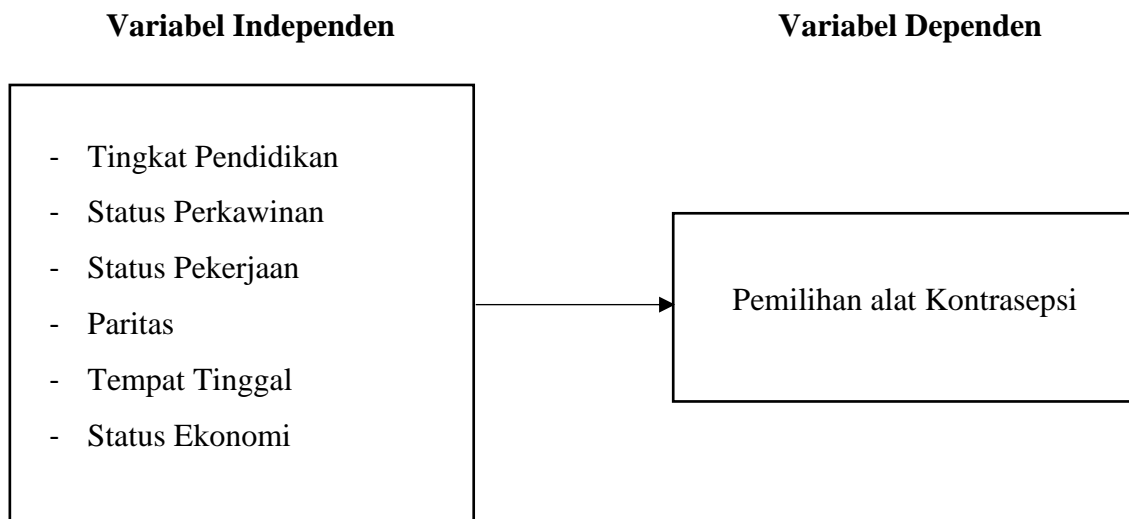 Variabel Independen
Variabel Dependen
- Tingkat Pendidikan
- Status Perkawinan
- Status Pekerjaan
- Paritas
- Tempat Tinggal
- Status Ekonomi
Pemilihan alat Kontrasepsi